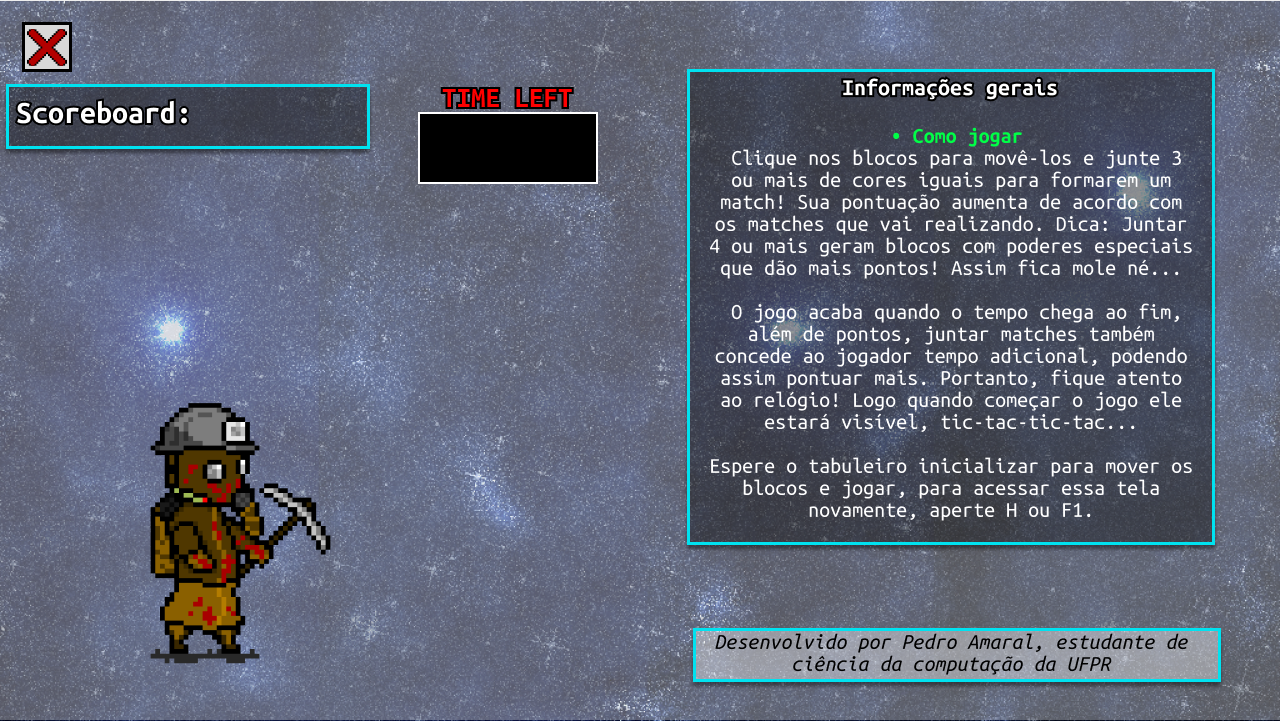 Scoreboard:
TIME LEFT
Informações gerais
• Como jogar
Clique nos blocos para movê-los e junte 3
ou mais de cores iguais para formarem um
match! Sua pontuação aumenta de acordo com
os matches que vai realizando. Dica: Juntar
4 ou mais geram blocos com poderes especiais
que dão mais pontos! Assim fica mole né...
O jogo acaba quando o tempo chega ao fim,
além de pontos, juntar matches também
concede ao jogador tempo adicional, podendo
assim pontuar mais. Portanto, fique atento
ao relógio! Logo quando começar o jogo ele
estará visível, tic-tac-tic-tac...
Espere o tabuleiro inicializar para mover os
blocos e jogar, para acessar essa tela
novamente, aperte H ou F1.
Desenvolvido por Pedro Amaral, estudante de
ciência da computação da UFPR